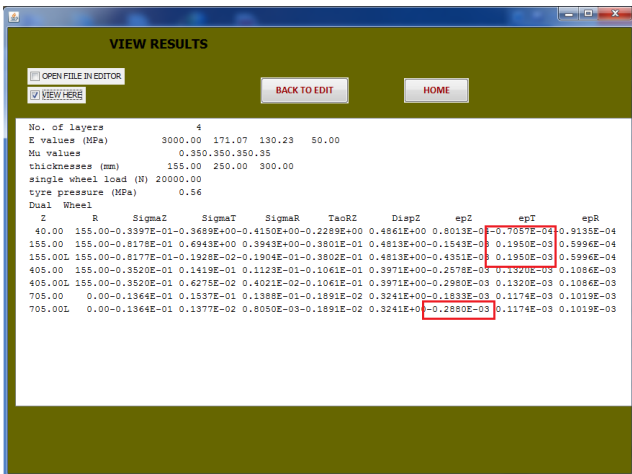 VIEW RESULTS
OPEN FIILE IN EDITOR
VIEW HERE
BACK TO EDIT
HOME
No. of layers 4
E values (MPa) 3000.00 171.07 130.23 50.00
Mu values 0.350.350.350.35
thicknesses (mm) 155.00 250.00 300.00
single wheel load (N) 20000.00
tyre pressure (MPa) 0.56
Dual Wheel
Z R SigmaZ SigmaT SigmaR TaoRZ DispZ epZ epT epR
40.00 155.00-0.3397E-01-0.3689E+00-0.4150E+00-0.2289E+00 0.4861E+00 0.8013E-04-0.7057E-04-0.9135E-04
155.00 155.00-0.8178E-01 0.6943E+00 0.3943E+00-0.3801E-01 0.4813E+00-0.1543E-03 0.1950E-03 0.5996E-04
155.00L 155.00-0.8177E-01-0.1928E-02-0.1904E-01-0.3802E-01 0.4813E+00-0.4351E-03 0.1950E-03 0.5996E-04
405.00 155.00-0.3520E-01 0.1419E-01 0.1123E-01-0.1061E-01 0.3971E+00-0.2578E-03 0.1320E-03 0.1086E-03
405.00L 155.00-0.3520E-01 0.6275E-02 0.4021E-02-0.1061E-01 0.3971E+00-0.2980E-03 0.1320E-03 0.1086E-03
705.00 0.00-0.1364E-01 0.1537E-01 0.1388E-01-0.1891E-02 0.3241E+00-0.1833E-03 0.1174E-03 0.1019E-03
705.00L 0.00-0.1364E-01 0.1377E-02 0.8050E-03-0.1891E-02 0.3241E+00-0.2880E-03 0.1174E-03 0.1019E-03